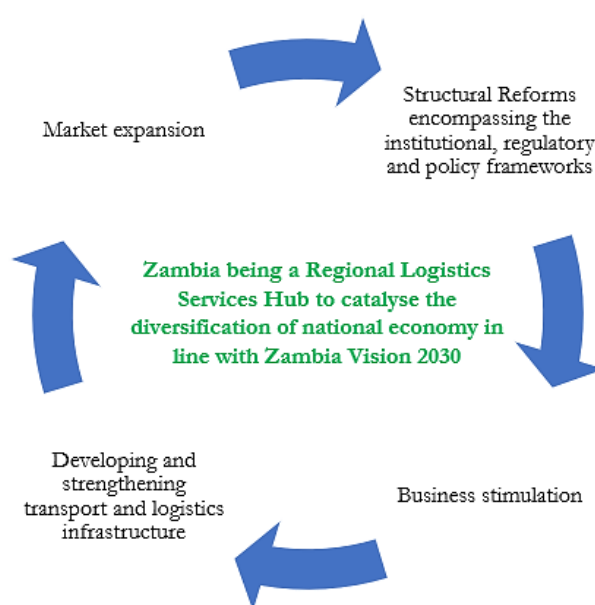 Market expansion
Structural Reforms
encompassing the
institutional, regulatory
and policy frameworks
Zambia being a Regional Logistics
Services Hub to catalyse the
diversification of national economy in
line with Zambia Vision 2030
Developing and
strengthening
transport and logistics
infrastructure
Business stimulation